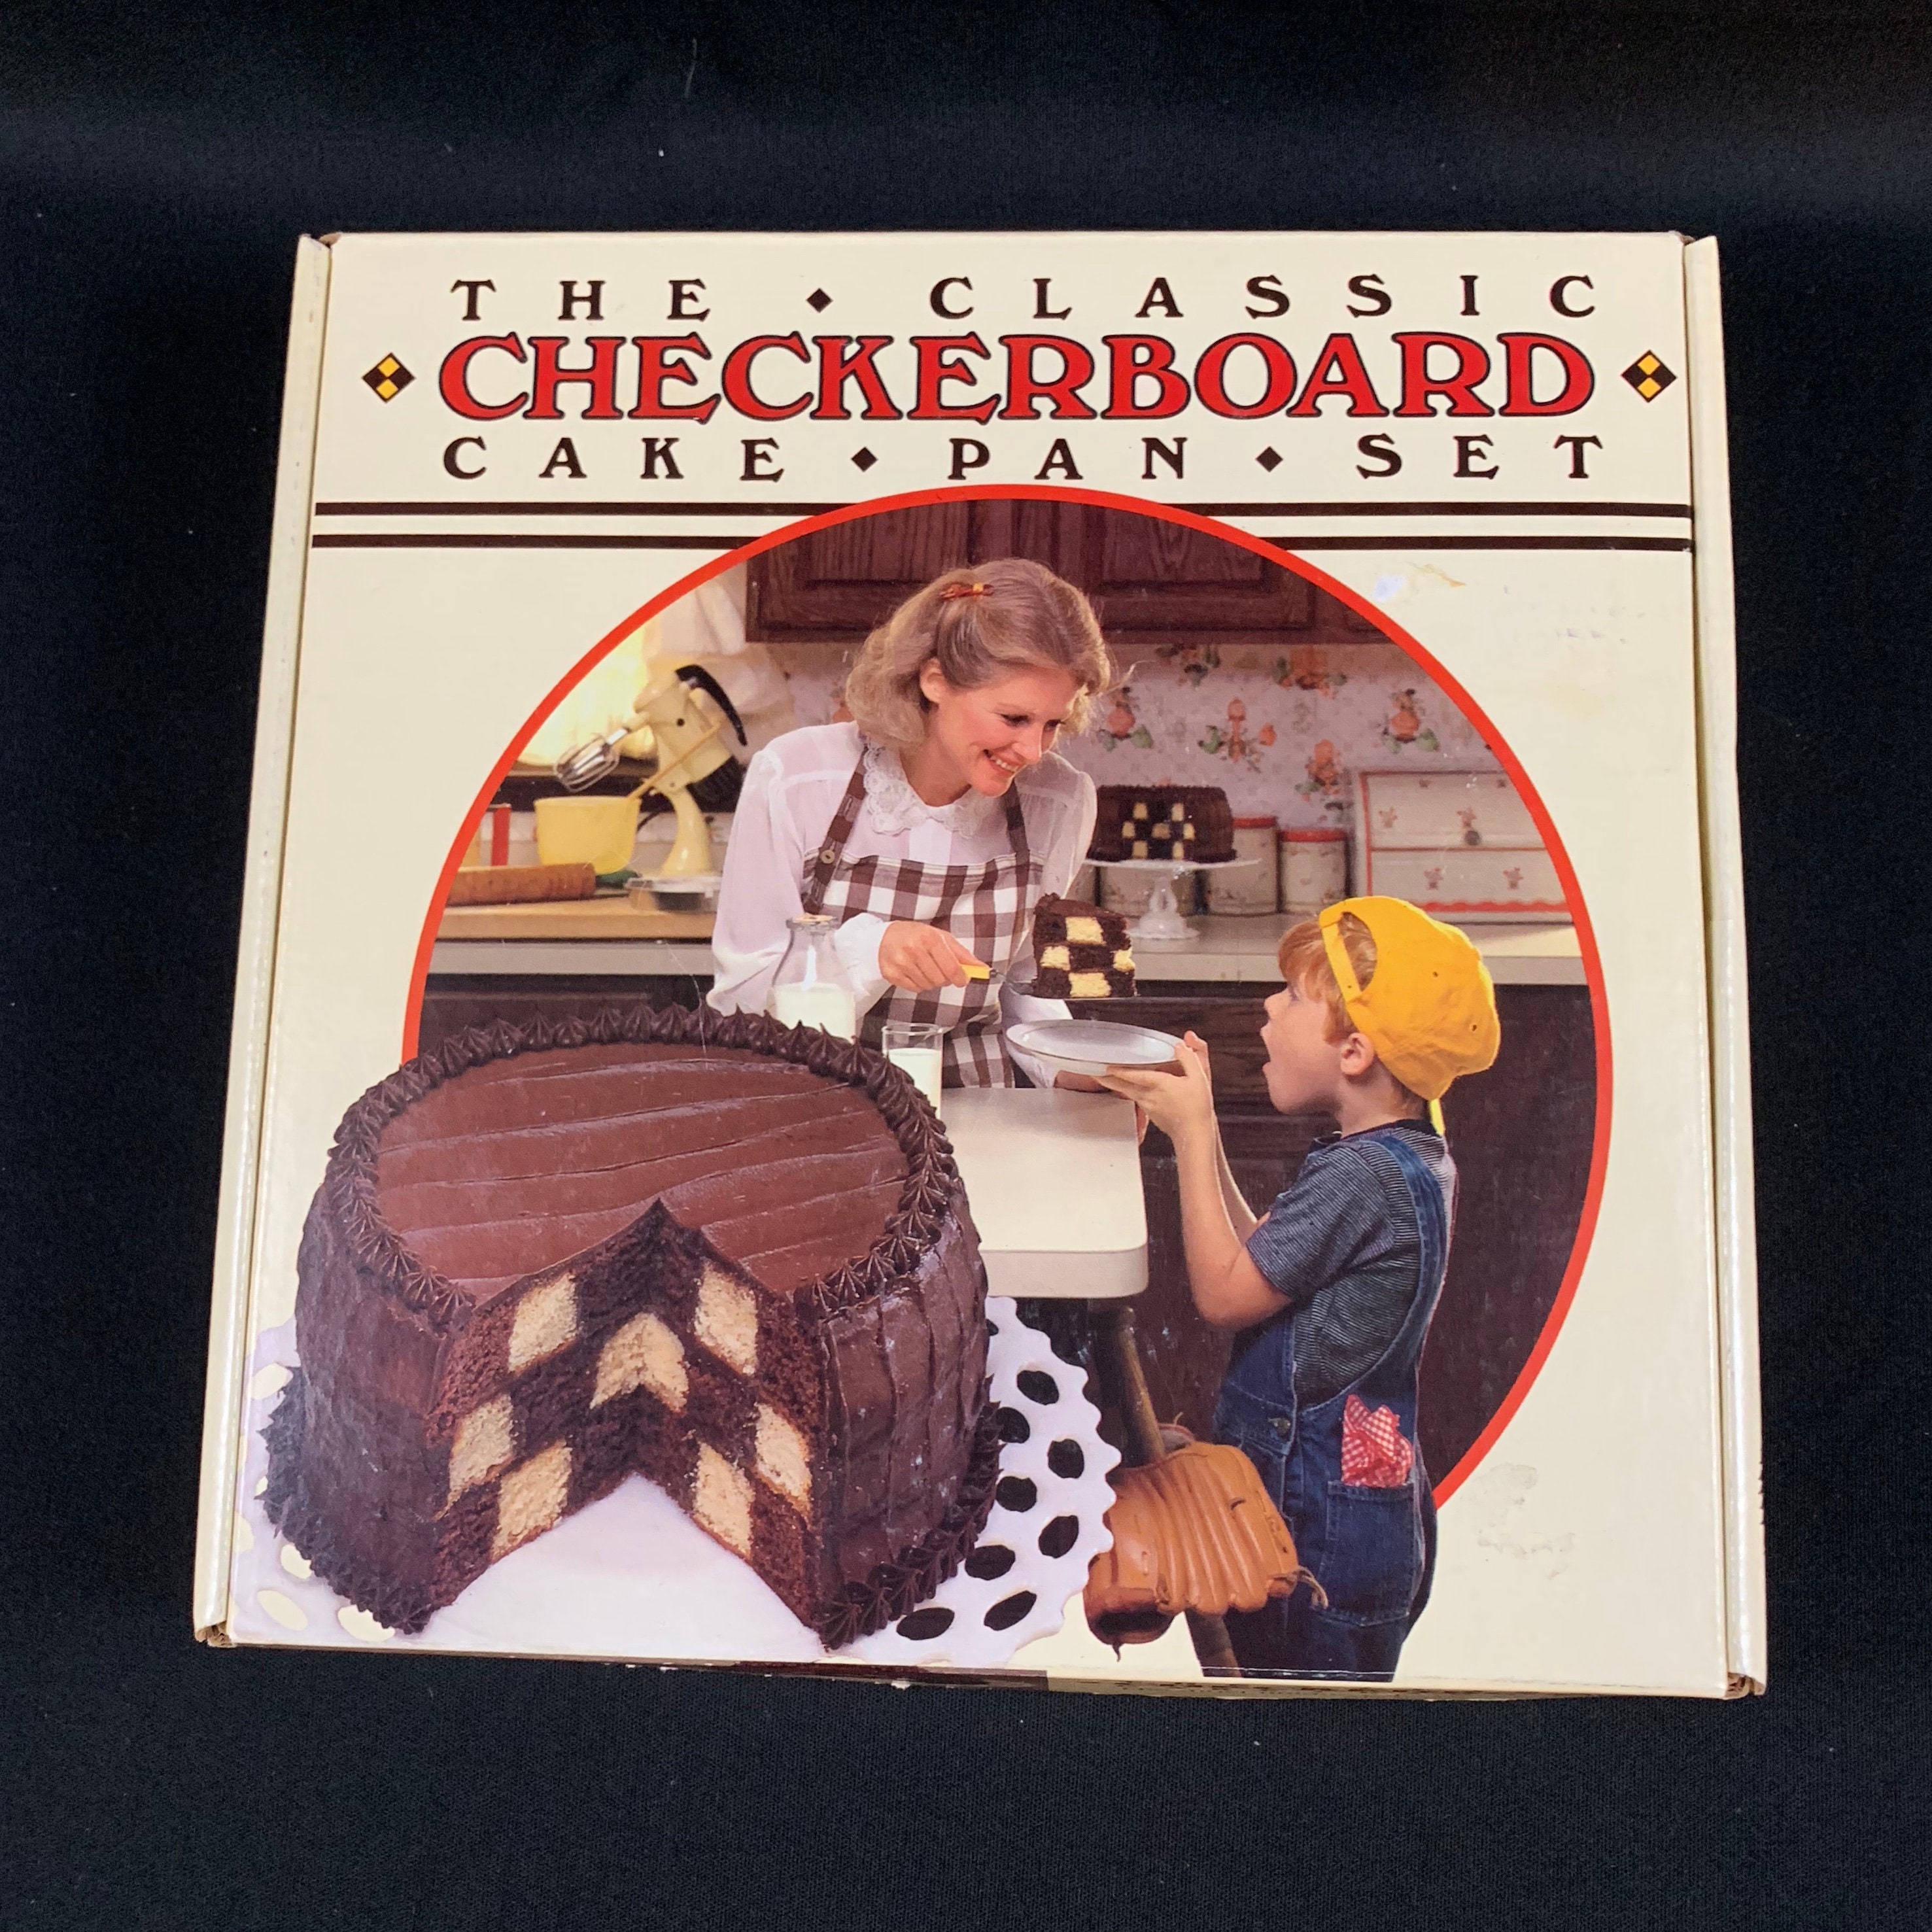 THE ◆ CLASSIC
CHECKERBOARD
CAKE ◆ PAN ◆ SET